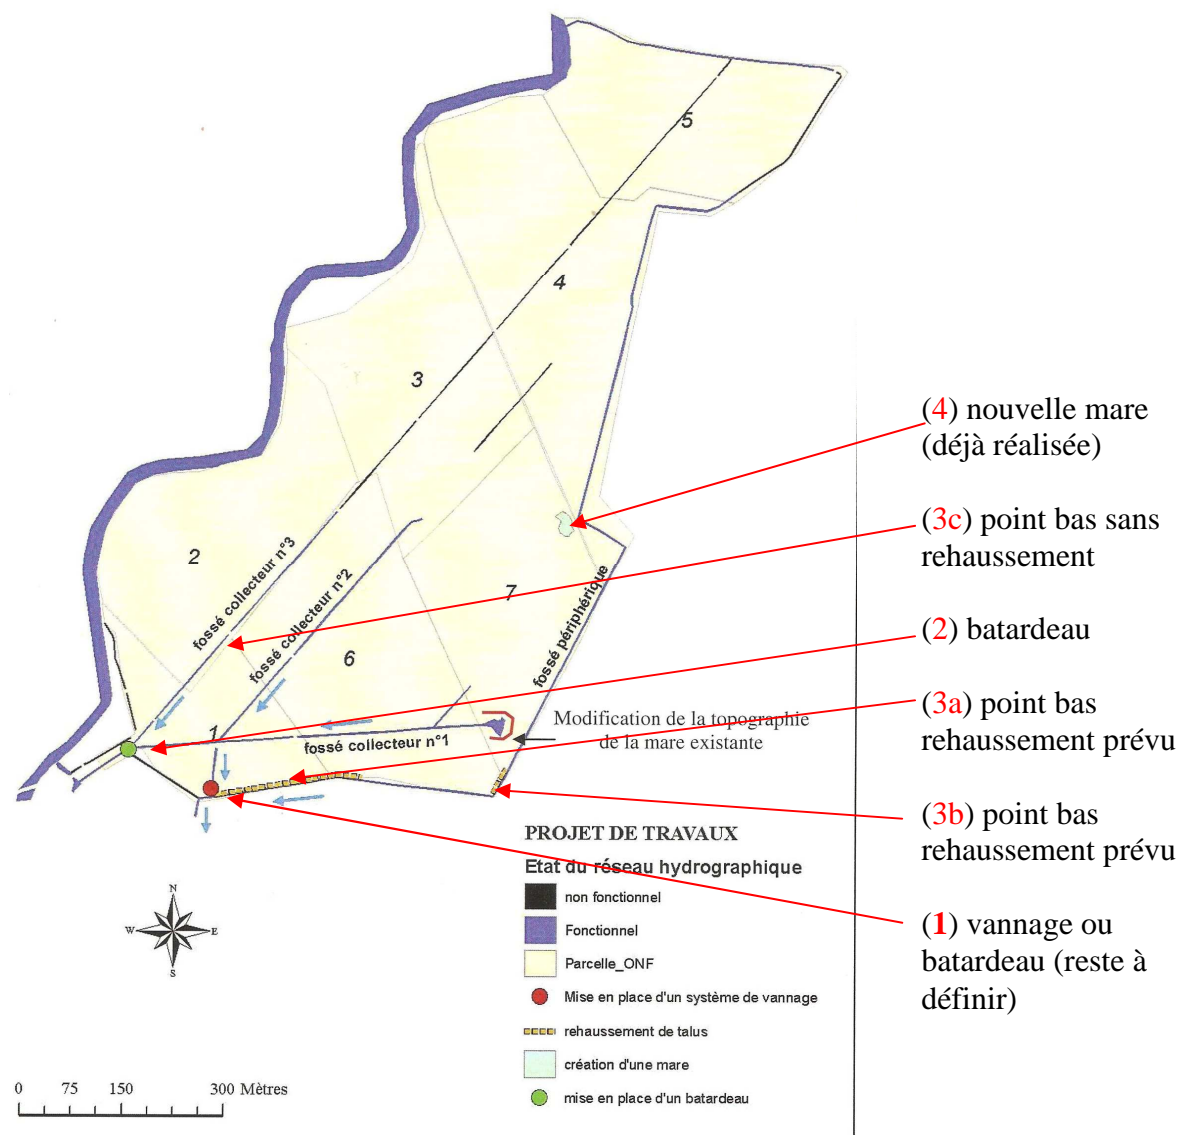 5
4
3
2
7
6
1
fossé collecteur n°3
fossé collecteur n°2
fossé collecteur n°1
fossé périphérique
Modification de la topographie
de la mare existante
(4) nouvelle mare
(déjà réalisée)
(3c) point bas sans
rehaussement
(2) batardeau
(3a) point bas
rehaussement prévu
(3b) point bas
rehaussement prévu
(1) vannage ou
batardeau (reste à
définir)
PROJET DE TRAVAUX
Etat du réseau hydrographique
non fonctionnel
Fonctionnel
Parcelle_ONF
Mise en place d'un système de vannage
rehaussement de talus
création d'une mare
mise en place d'un batardeau
N
W
E
S
0 75 150 300 Mètres